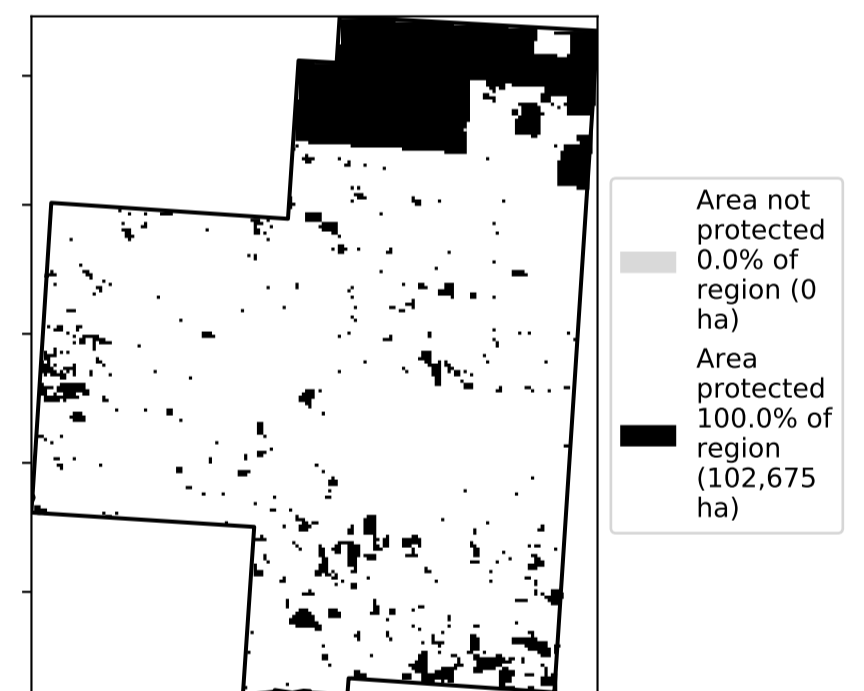 Area not
protected
0.0% of
region (0
ha)
Area
protected
100.0% of
region
(102,675
ha)